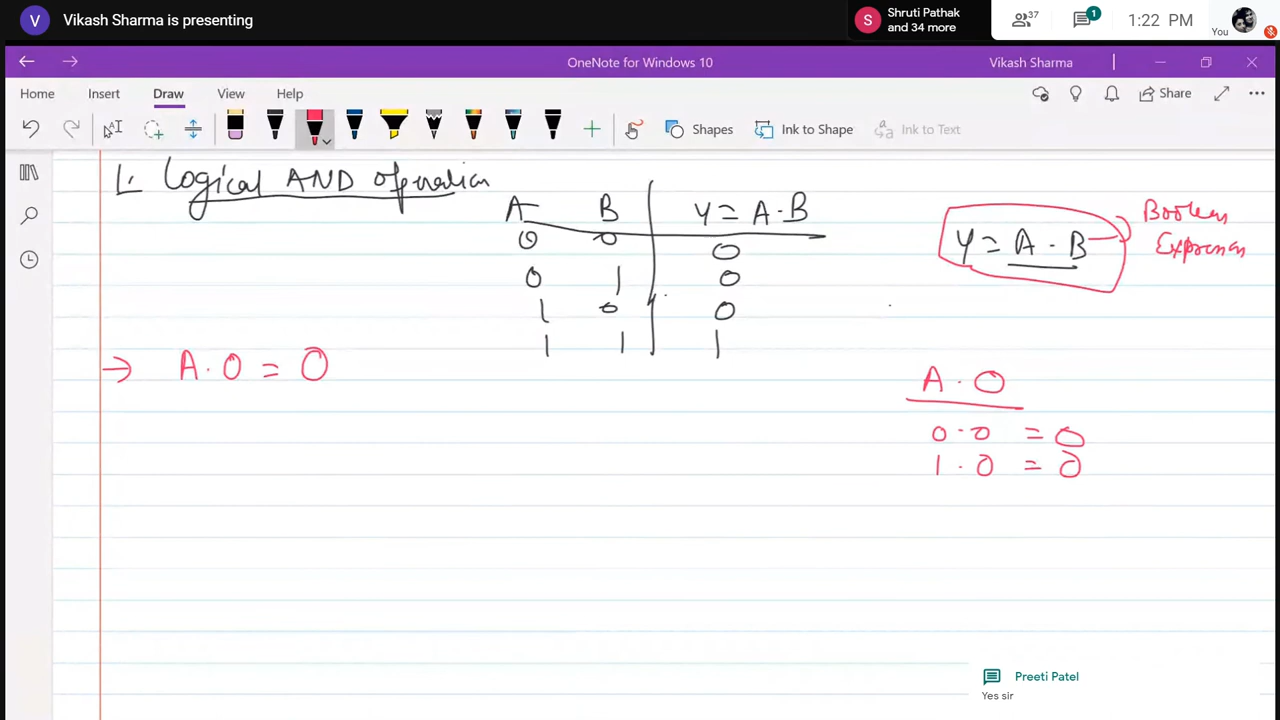 V Vikash Sharma is presenting
S Shruti Pathak and 34 more
37
1
1:22 PM
You
OneNote for Windows 10
Vikash Sharma
Home Insert Draw View Help
Share
Shapes
Ink to Shape
Ink to Text
1. Logical AND operation
A B Y = A · B
0 0 0
0 1 0
1 0 0
1 1 1
Y = A · B
Boolean
Expression
→ A · 0 = 0
A · 0
0 · 0 = 0
1 · 0 = 0
Preeti Patel
Yes sir